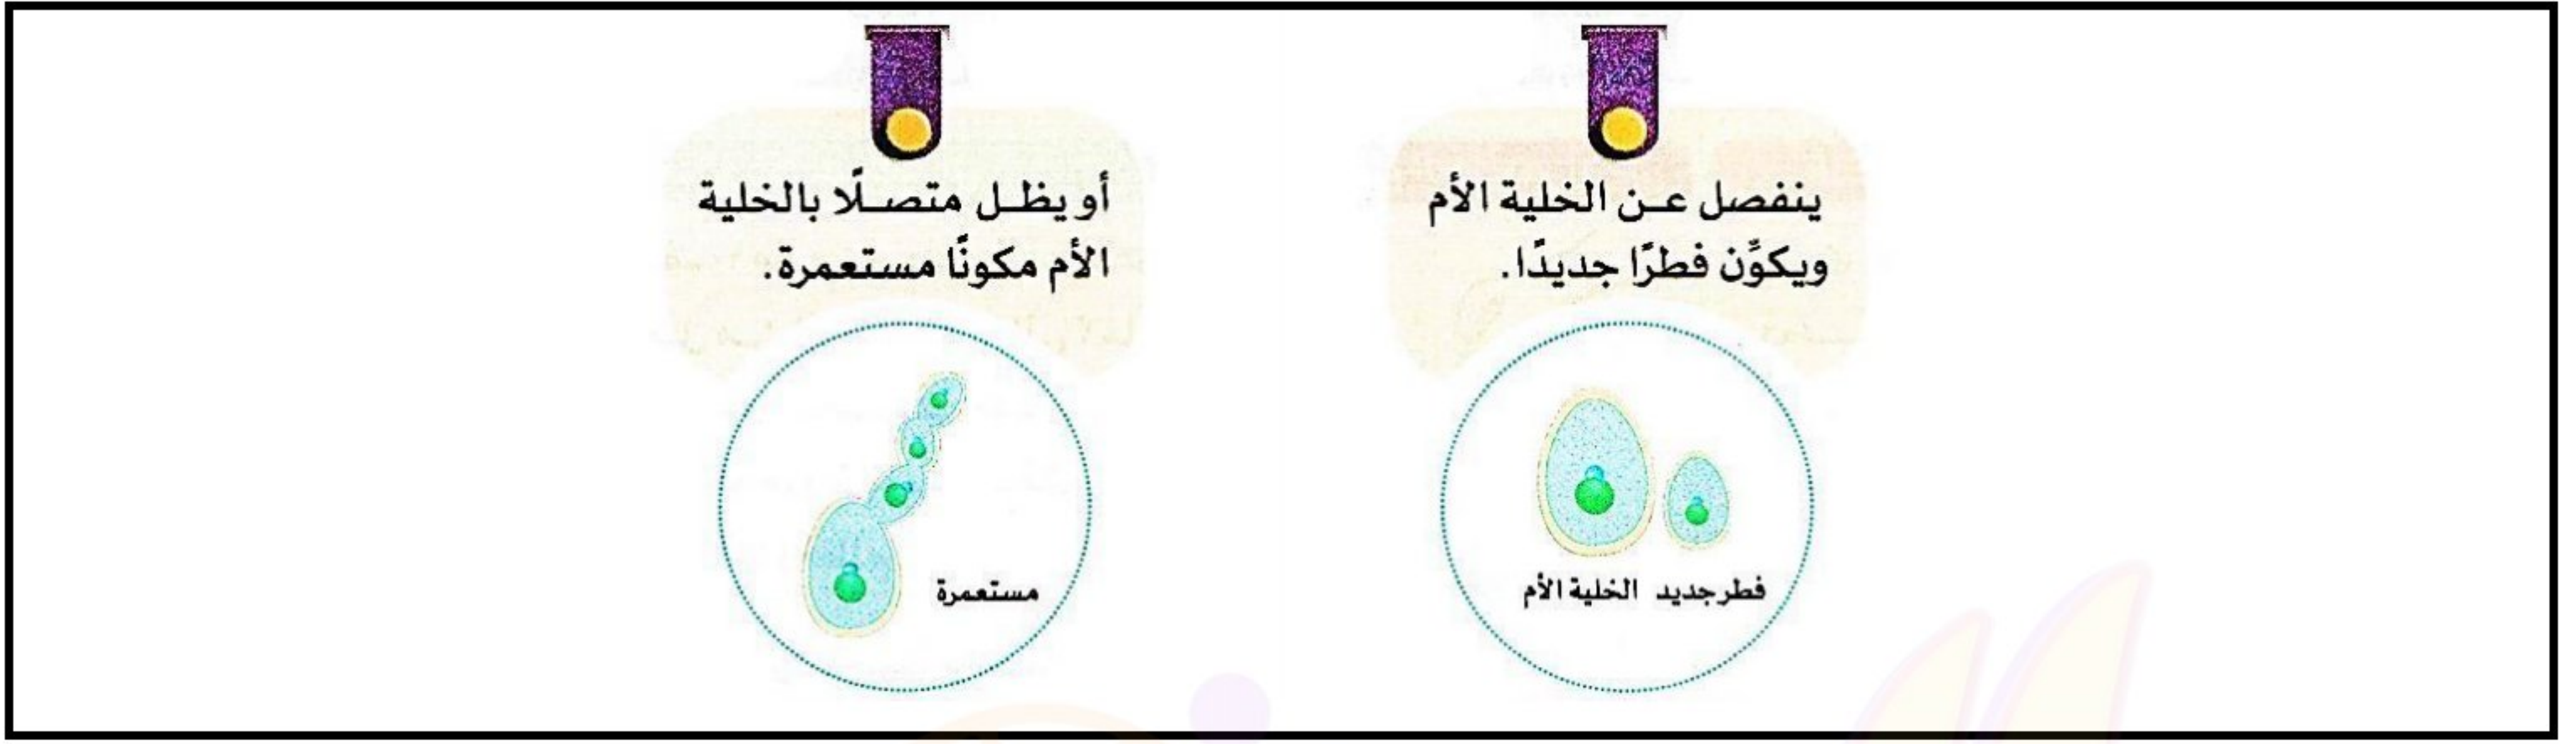 ينفصل عن الخلية الأم
ويكوِّن فطرًا جديدًا.
فطر جديد الخلية الأم
أو يظل متصلًا بالخلية
الأم مكونًا مستعمرة.
مستعمرة